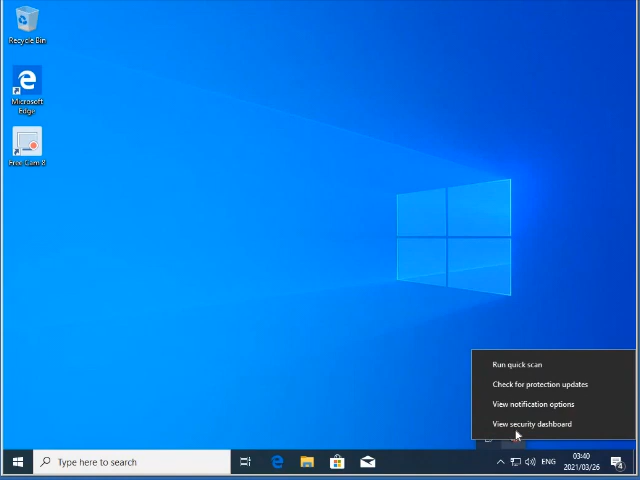 Recycle Bin
Microsoft
Edge
Free Cam 8
Run quick scan
Check for protection updates
View notification options
View security dashboard
Type here to search
ENG
03:40
2021/03/26
4